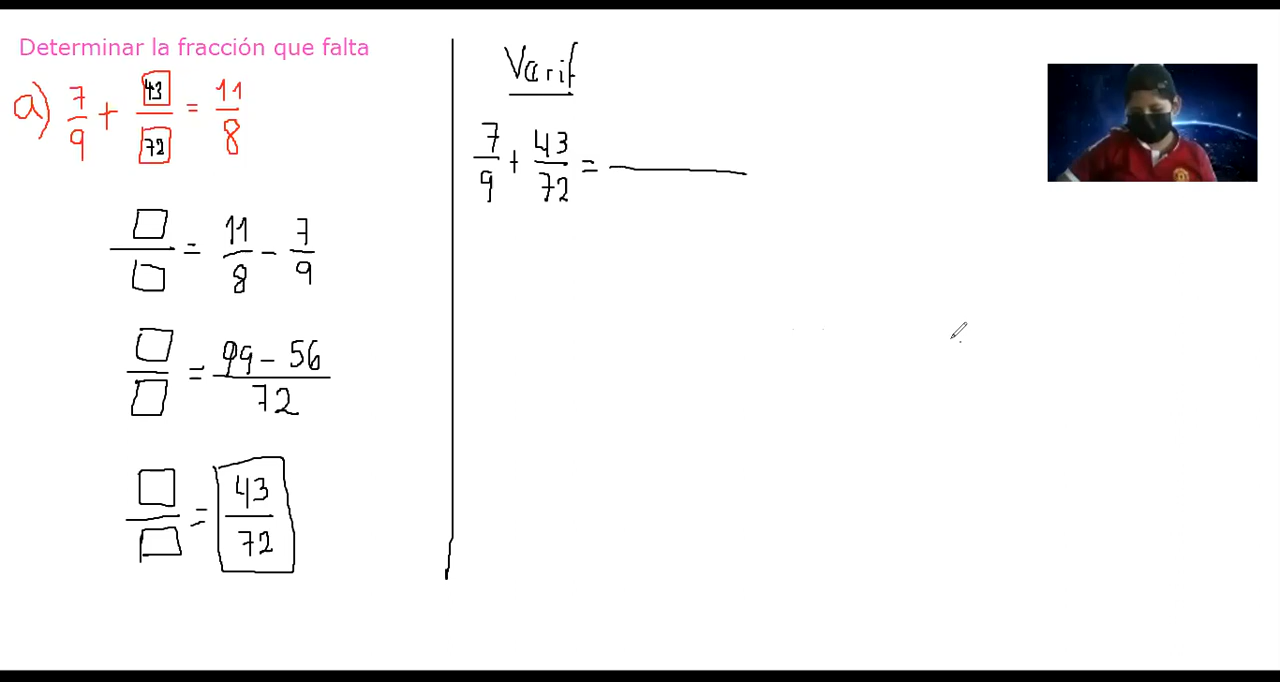 Determinar la fracción que falta
a) 7/9 + 43/72 = 11/8
□/□ = 11/8 - 7/9
□/□ = 99 - 56/72
□/□ = 43/72
Varif
7/9 + 43/72 =